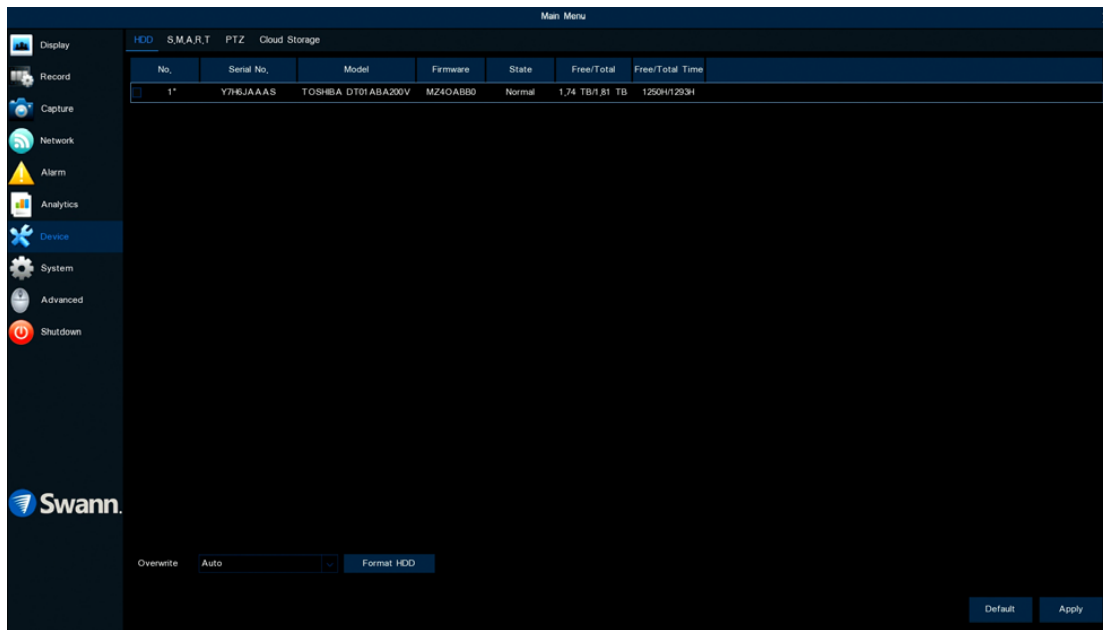 Main Menu
Display
Record
Capture
Network
Alarm
Analytics
Device
System
Advanced
Shutdown
Swann.
HDD S,M,A,R,T PTZ Cloud Storage
No, Serial No, Model Firmware State Free/Total Free/Total Time
1* Y7H6JAAAS TOSHIBA DT01ABA200V MZ4OABB0 Normal 1,74 TB/1,81 TB 1250H/1293H
Overwrite Auto Format HDD
Default Apply